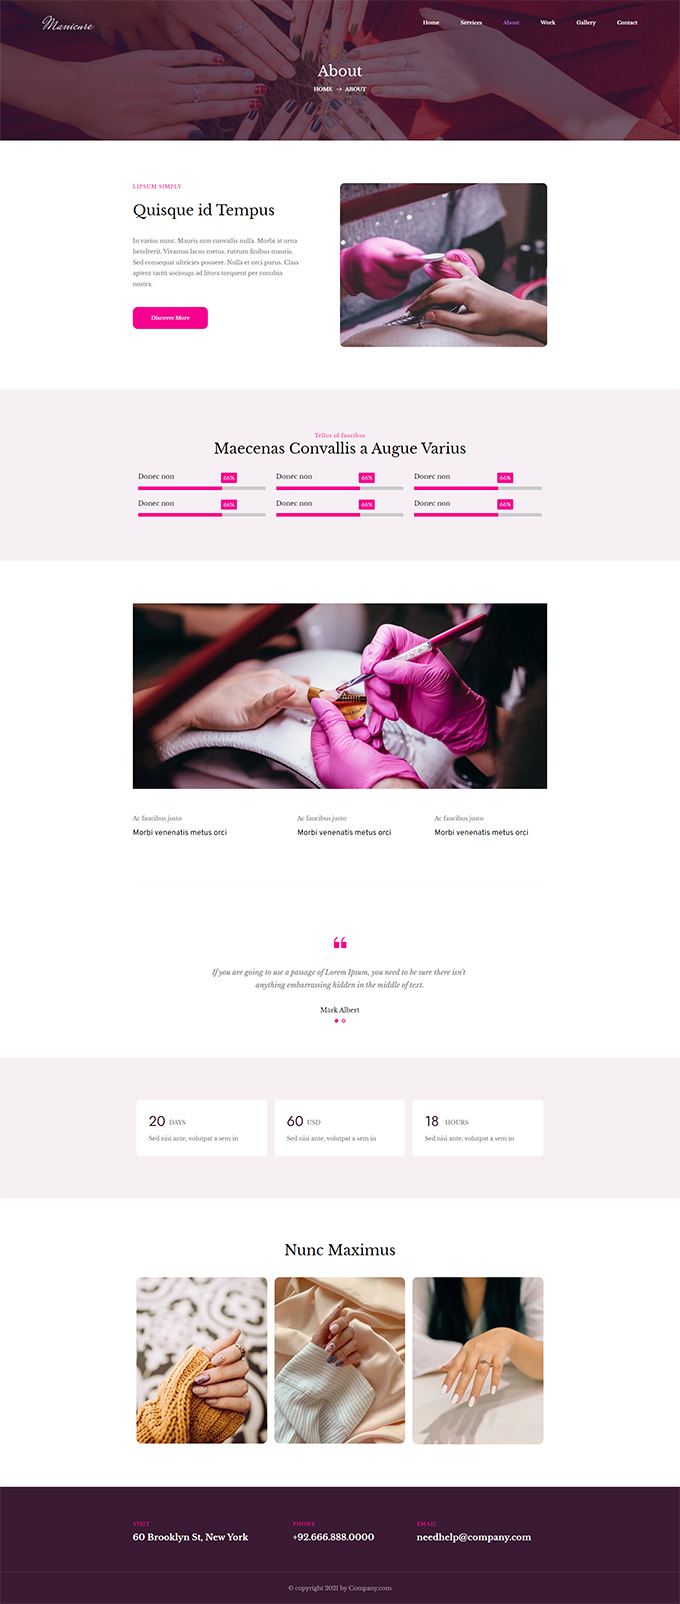 Manicure
Home Services About Work Gallery Contact
About
HOME → ABOUT
LIPSUM SIMPLY
Quisque id Tempus
In varius nunc. Mauris non convallis nulla. Morbi at urna
hendrerit. Vivamus lacus metus, rutrum finibus mauris.
Sed consequat ultricies posuere. Nulla et orci purus. Class
aptent taciti sociosqu ad litora torquent per conubia
nostra.
Discover More
Tellus id faucibus
Maecenas Convallis a Augue Varius
Donec non 66% Donec non 66% Donec non 66%
Donec non 66% Donec non 66% Donec non 66%
Ac faucibus justo Ac faucibus justo Ac faucibus justo
Morbi venenatis metus orci Morbi venenatis metus orci Morbi venenatis metus orci
❝
If you are going to use a passage of Lorem Ipsum, you need to be sure there isn't
anything embarrassing hidden in the middle of text.
Mark Albert
20 DAYS 60 USD 18 HOURS
Sed nisi ante, volutpat a sem in Sed nisi ante, volutpat a sem in Sed nisi ante, volutpat a sem in
Nunc Maximus
VISIT PHONE EMAIL
60 Brooklyn St, New York +92.666.888.0000 needhelp@company.com
© copyright 2021 by Company.com